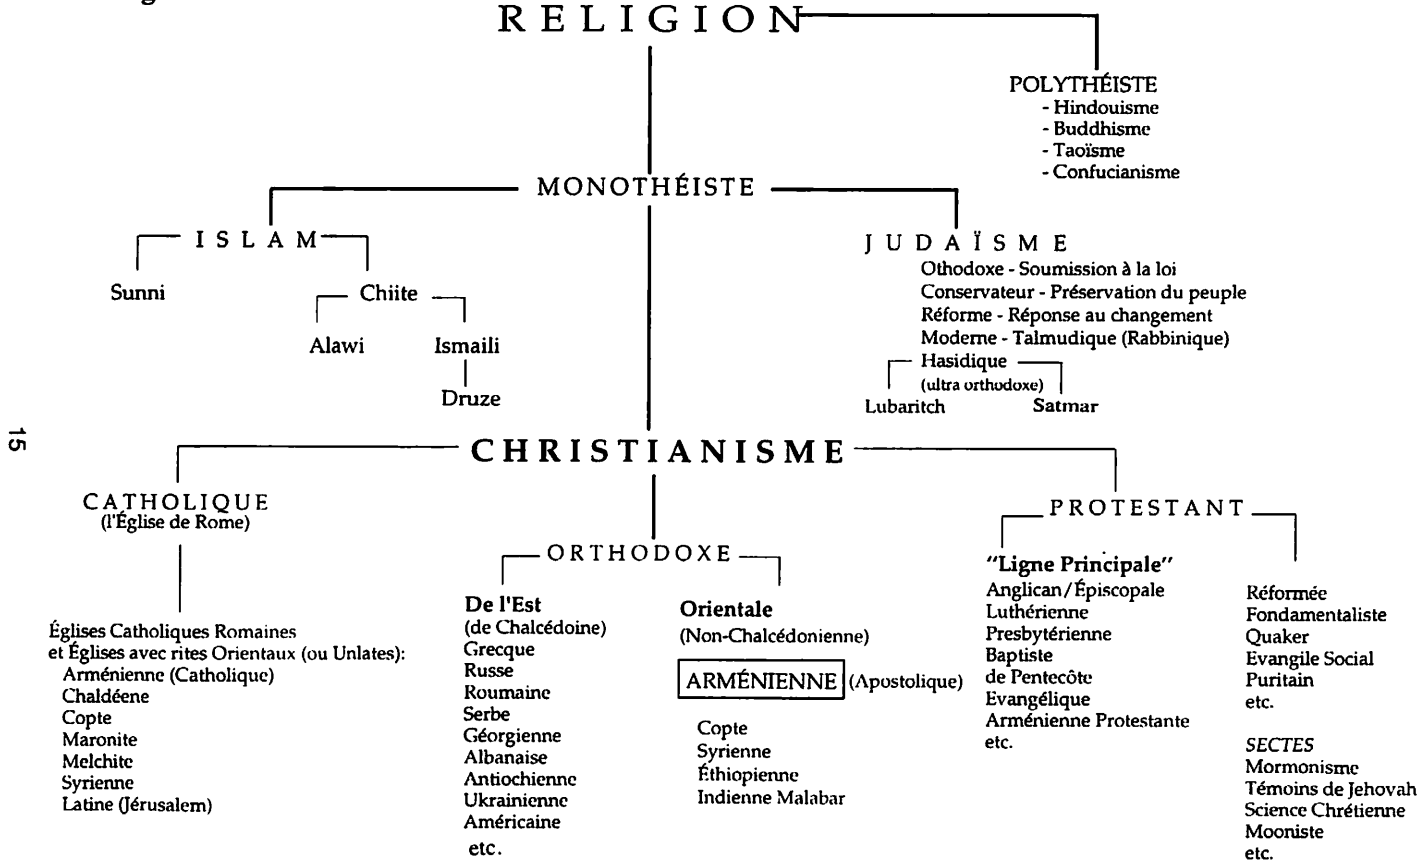 RELIGION
POLYTHÉISTE
- Hindouisme
- Buddhisme
- Taoïsme
- Confucianisme
MONOTHÉISTE
ISLAM
Sunni
Chiite
Alawi
Ismaili
Druze
JUDAÏSME
Othodoxe - Soumission à la loi
Conservateur - Préservation du peuple
Réforme - Réponse au changement
Moderne - Talmudique (Rabbinique)
Hasidique
(ultra orthodoxe)
Lubaritch
Satmar
15
CHRISTIANISME
CATHOLIQUE
(l'Église de Rome)
Églises Catholiques Romaines
et Églises avec rites Orientaux (ou Unlates):
Arménienne (Catholique)
Chaldéene
Copte
Maronite
Melchite
Syrienne
Latine (Jérusalem)
ORTHODOXE
De l'Est
(de Chalcédoine)
Grecque
Russe
Roumaine
Serbe
Géorgienne
Albanaise
Antiochienne
Ukrainienne
Américaine
etc.
Orientale
(Non-Chalcédonienne)
ARMÉNIENNE (Apostolique)
Copte
Syrienne
Éthiopienne
Indienne Malabar
PROTESTANT
"Ligne Principale"
Anglican/Épiscopale
Luthérienne
Presbytérienne
Baptiste
de Pentecôte
Evangélique
Arménienne Protestante
etc.
Réformée
Fondamentaliste
Quaker
Evangile Social
Puritain
etc.
SECTES
Mormonisme
Témoins de Jehovah
Science Chrétienne
Mooniste
etc.